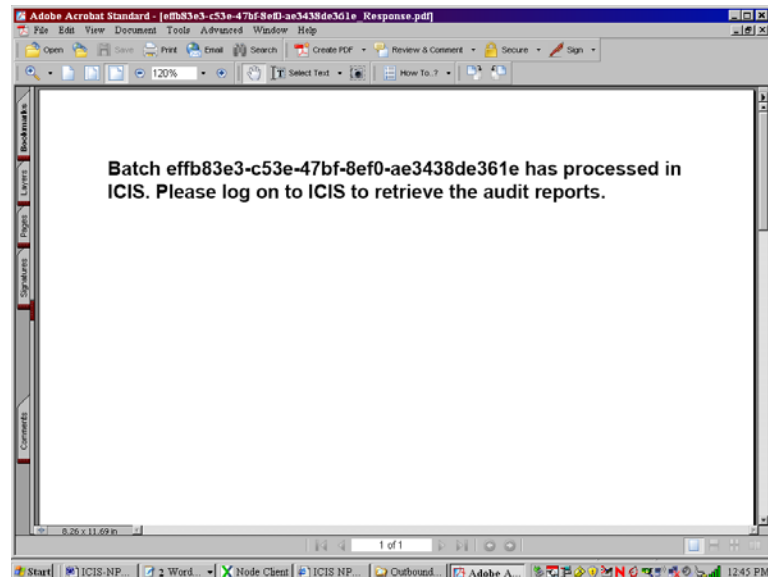 Adobe Acrobat Standard - [effb83e3-c53e-47bf-8ef0-ae3438de361e_Response.pdf]
File Edit View Document Tools Advanced Window Help
Open Save Print Email Search Create PDF Review & Comment Secure Sign
120% Select Text How To..?
Bookmarks
Layers
Pages
Signatures
Comments
Batch effb83e3-c53e-47bf-8ef0-ae3438de361e has processed in
ICIS. Please log on to ICIS to retrieve the audit reports.
8.26 x 11.69 in
1 of 1
Start ICIS-NP... 2 Word... Node Client ICIS NP... Outbound... Adobe A... 12:45 PM